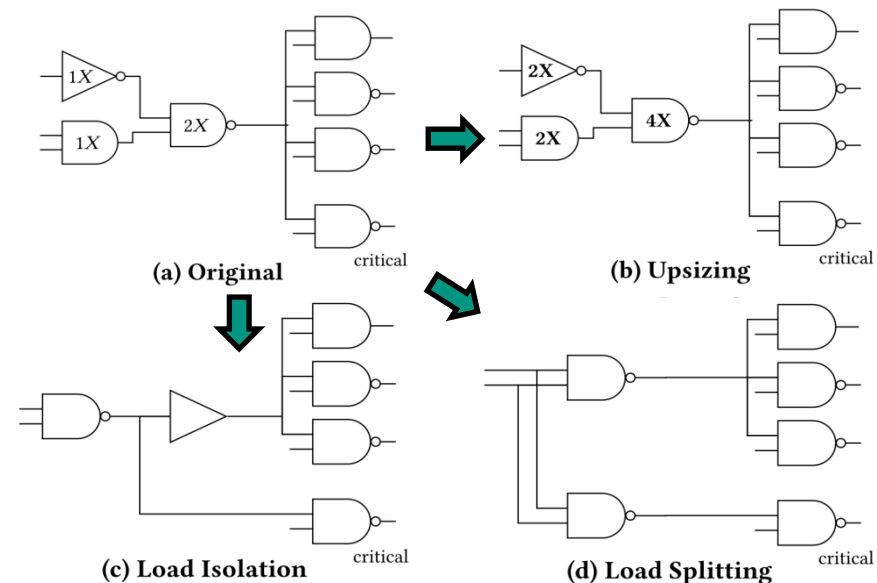 1X
1X
2X
critical
(a) Original
2X
2X
4X
critical
(b) Upsizing
critical
(c) Load Isolation
critical
(d) Load Splitting